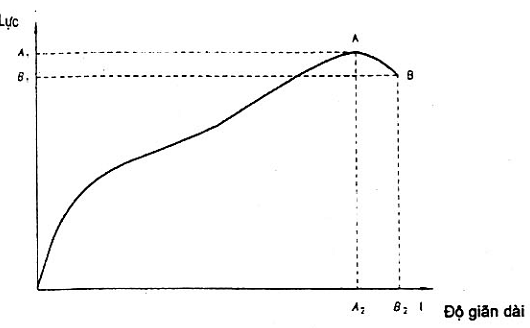 Lực
A
A₁
B₁
B
A₂ B₂ l
Độ giãn dài